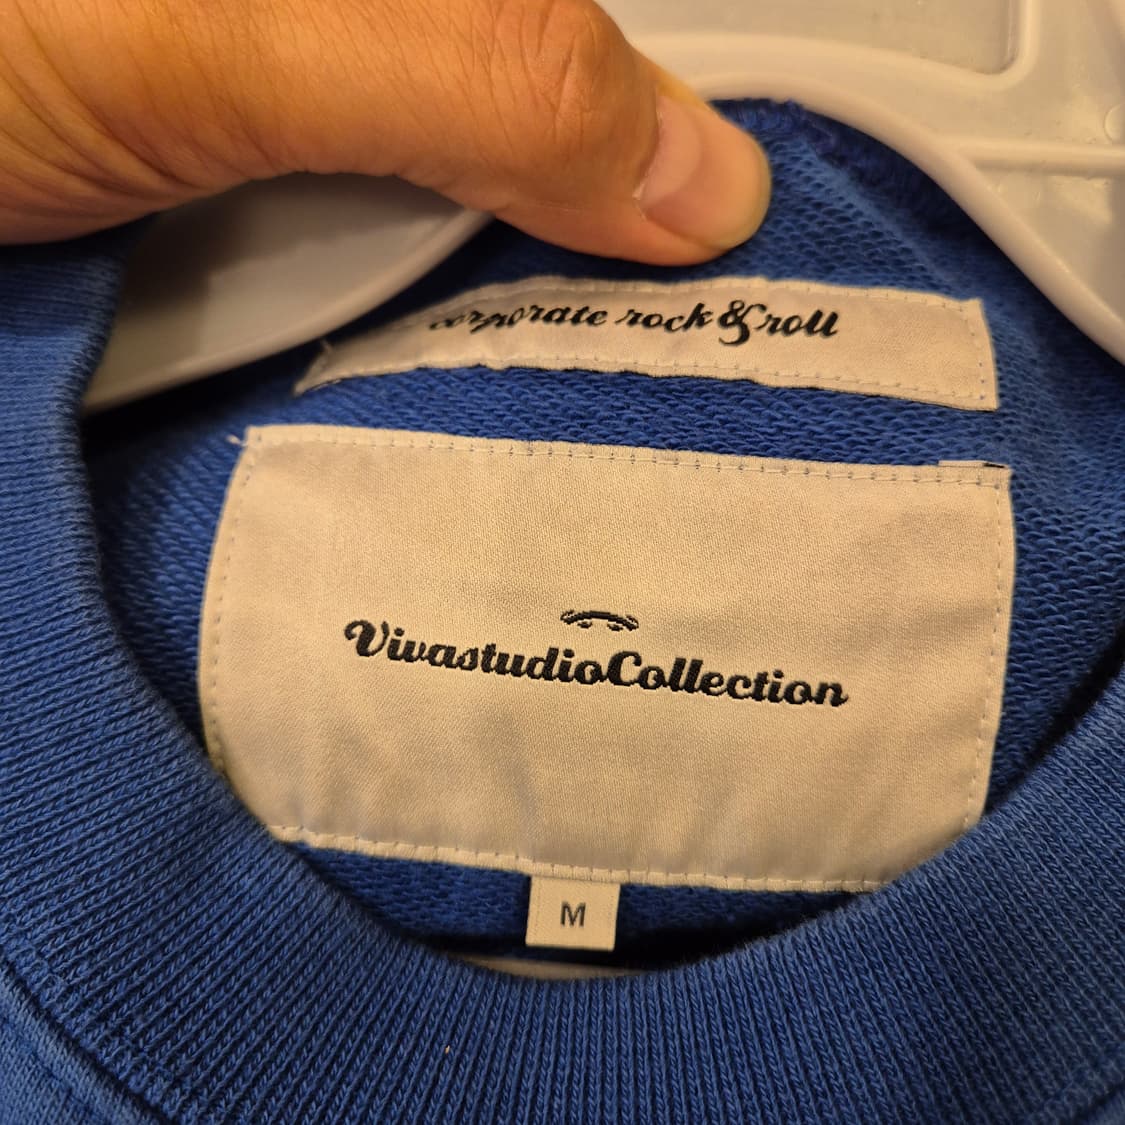 corporate rock & roll
VivastudioCollection
M